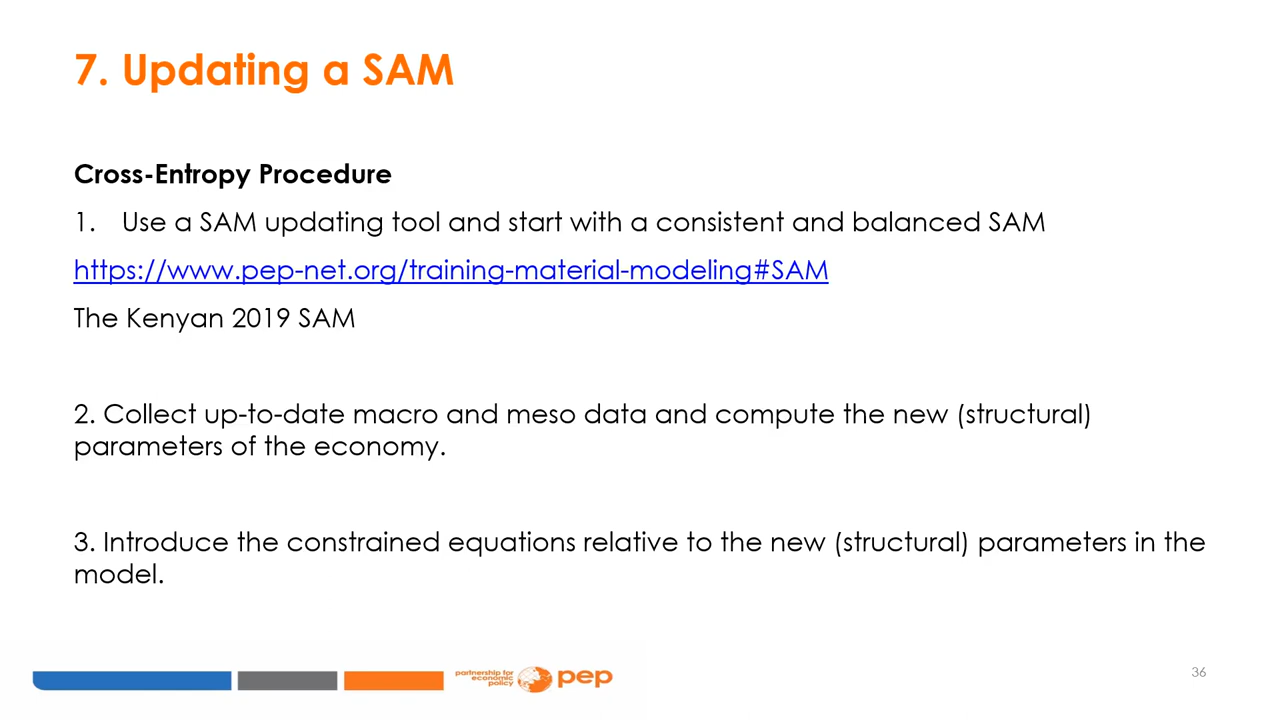 7. Updating a SAM
Cross-Entropy Procedure
1. Use a SAM updating tool and start with a consistent and balanced SAM
https://www.pep-net.org/training-material-modeling#SAM
The Kenyan 2019 SAM
2. Collect up-to-date macro and meso data and compute the new (structural)
parameters of the economy.
3. Introduce the constrained equations relative to the new (structural) parameters in the
model.
partnership for
economic
policy
pep
36